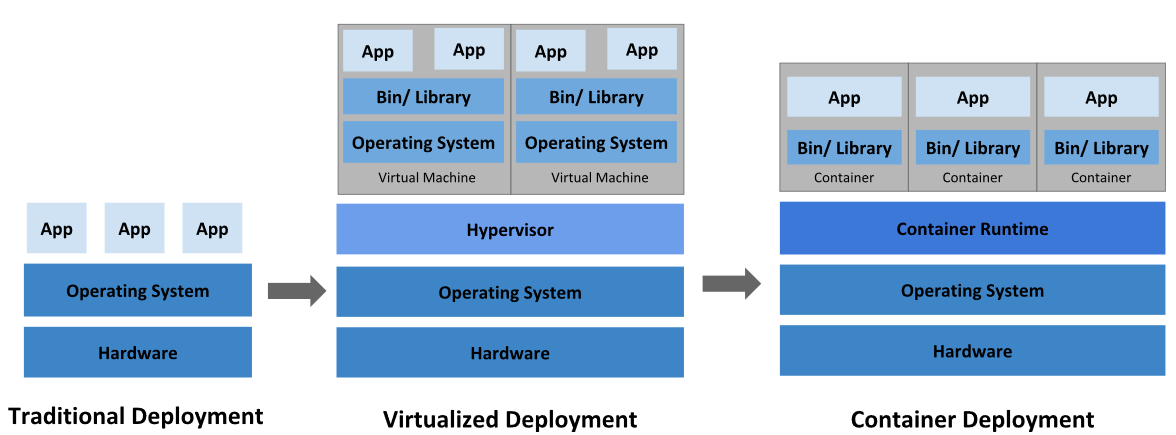 App App App
Operating System
Hardware
Traditional Deployment
App App App App
Bin/ Library Bin/ Library
Operating System Operating System
Virtual Machine Virtual Machine
Hypervisor
Operating System
Hardware
Virtualized Deployment
App App App
Bin/ Library Bin/ Library Bin/ Library
Container Container Container
Container Runtime
Operating System
Hardware
Container Deployment